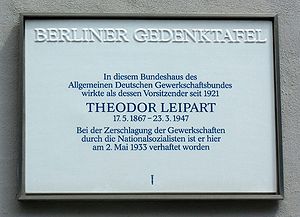 BERLINER GEDENKTAFEL
In diesem Bundeshaus des
Allgemeinen Deutschen Gewerkschaftsbundes
wirkte als dessen Vorsitzender seit 1921
THEODOR LEIPART
17. 5. 1867 – 23. 3. 1947
Bei der Zerschlagung der Gewerkschaften
durch die Nationalsozialisten ist er hier
am 2. Mai 1933 verhaftet worden